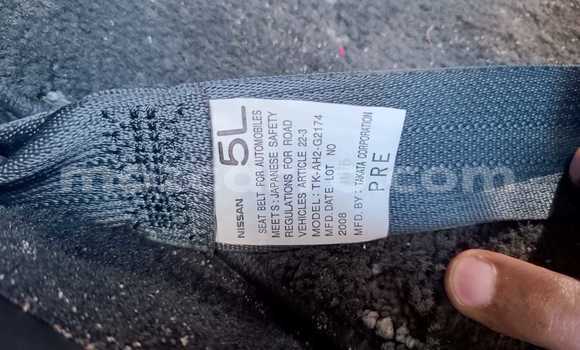 NISSAN 5L
SEAT BELT FOR AUTOMOBILES
MEETS:JAPANESE SAFETY
REGULATIONS FOR ROAD
VEHICLES ARTICLE 22-3
MODEL: TK-AH2-G2174
MFD.DATE LOT NO
2008
MFD. BY: TAKATA CORPORATION
PRE